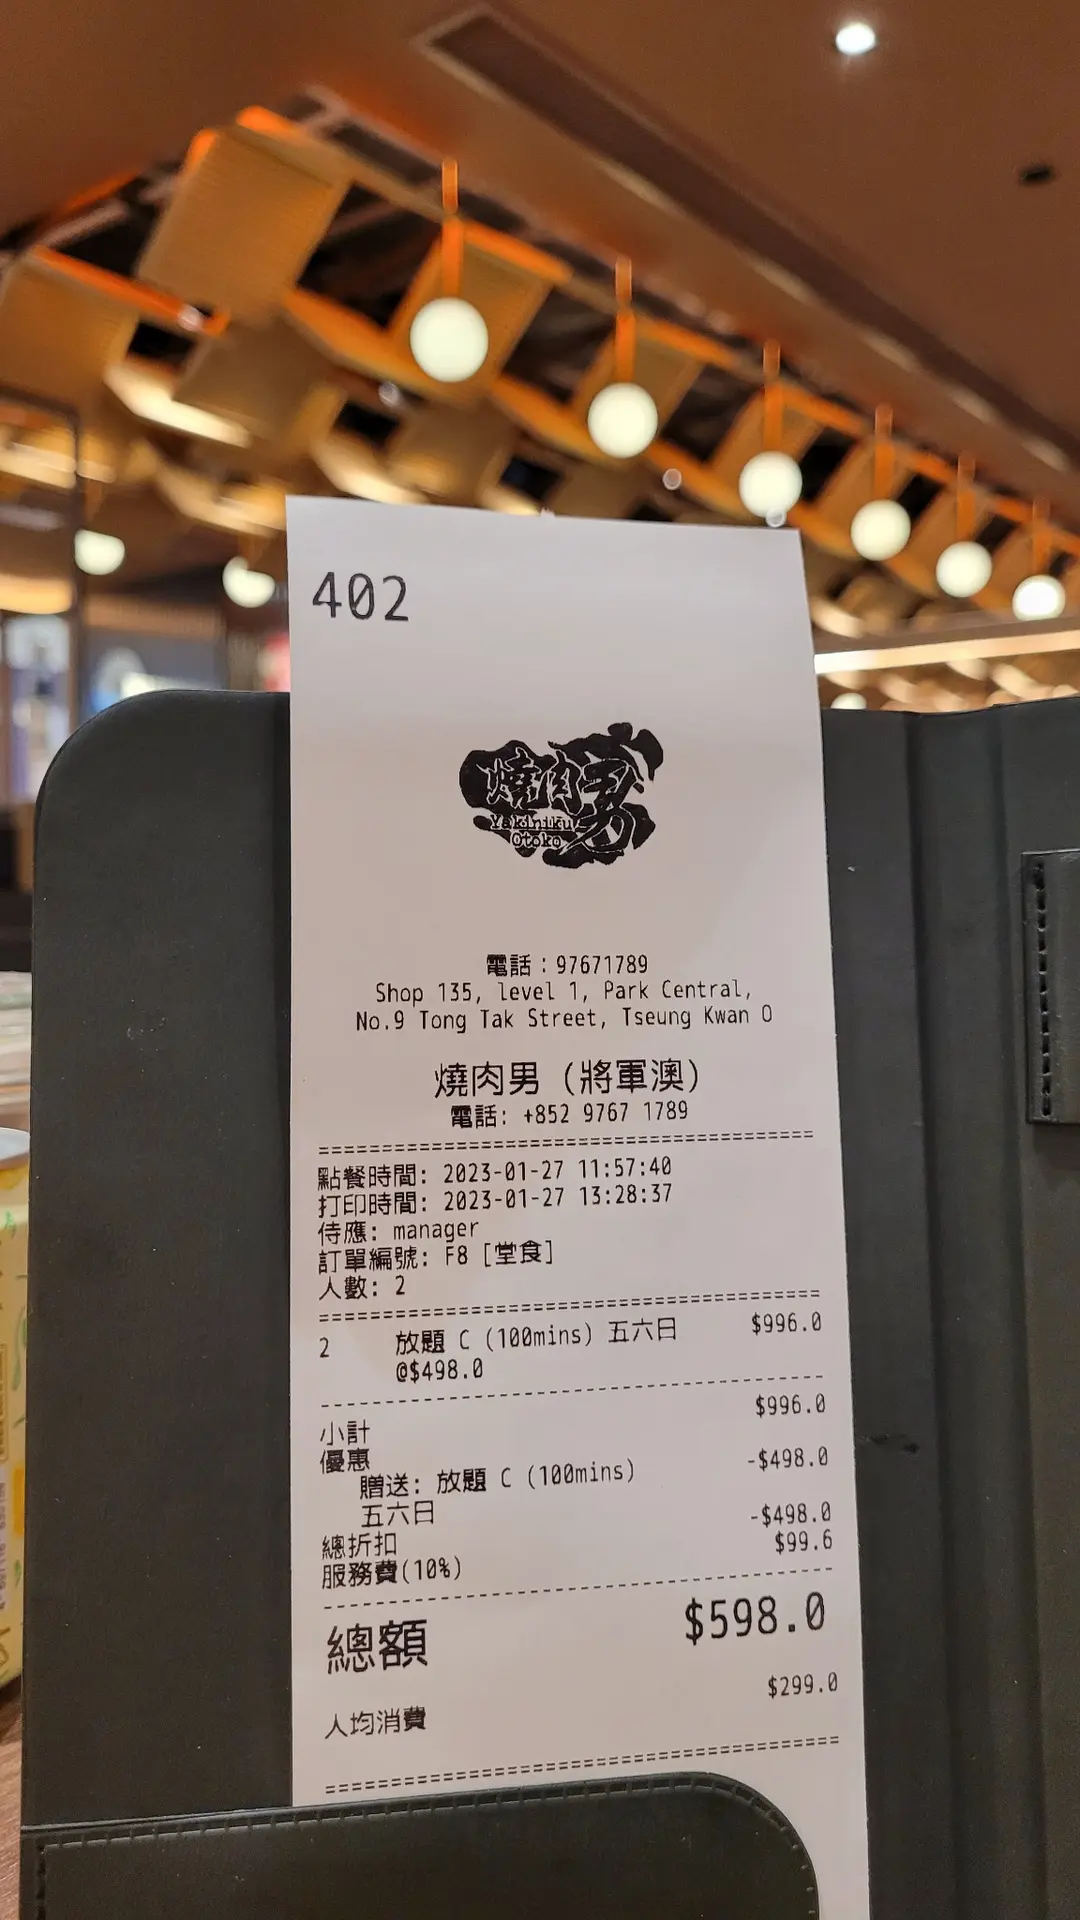 402
燒肉男
Yakiniku
Otoko
電話：97671789
Shop 135, level 1, Park Central,
No.9 Tong Tak Street, Tseung Kwan O
燒肉男 (將軍澳)
電話: +852 9767 1789
點餐時間: 2023-01-27 11:57:40
打印時間: 2023-01-27 13:28:37
侍應: manager
訂單編號: F8 [堂食]
人數: 2
2 放題 C (100mins) 五六日 $996.0
@$498.0
小計 $996.0
優惠
贈送: 放題 C (100mins) -$498.0
五六日
總折扣 -$498.0
服務費(10%) $99.6
總額 $598.0
人均消費 $299.0